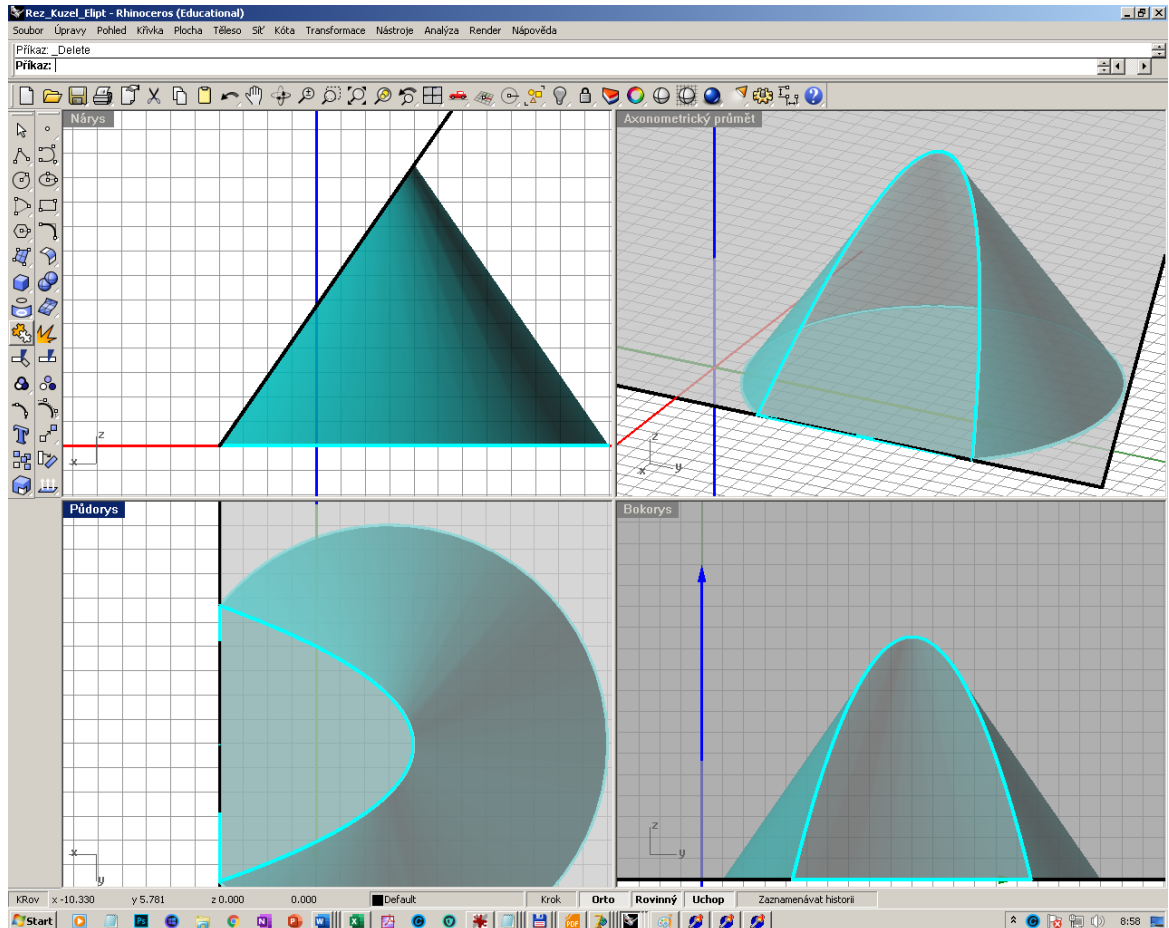 Rez_Kuzel_Elipt - Rhinoceros (Educational)
Soubor Úpravy Pohled Křivka Plocha Těleso Síť Kóta Transformace Nástroje Analýza Render Nápověda
Příkaz: _Delete
Příkaz:
Nárys
Axonometrický průmět
z
x
z
x
y
Půdorys
Bokorys
x
y
z
y
KRov x -10.330 y 5.781 z 0.000 0.000 Default Krok Orto Rovinný Uchop Zaznamenávat historii
Start 8:58